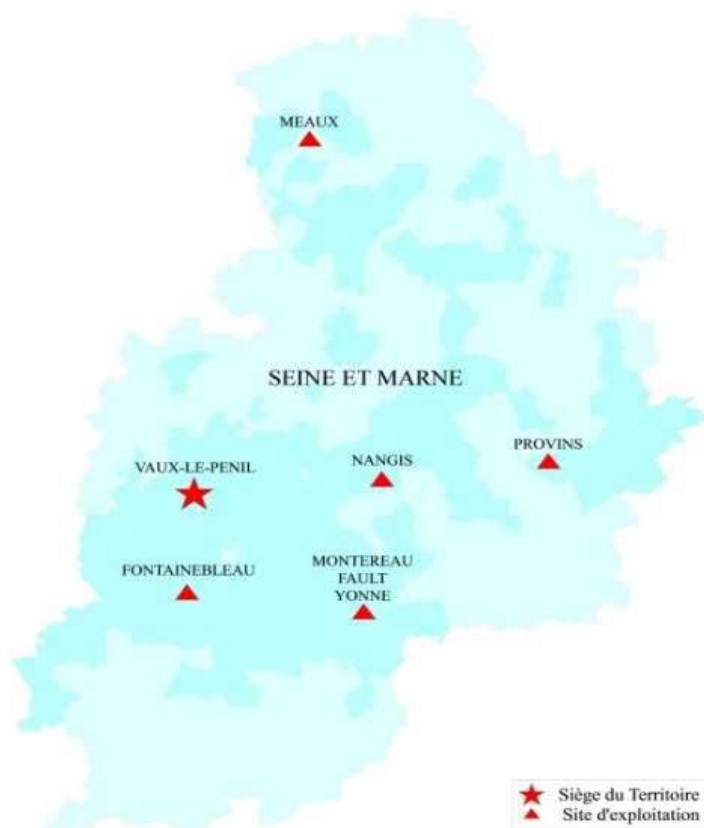 MEAUX
SEINE ET MARNE
PROVINS
NANGIS
VAUX-LE-PENIL
MONTEREAU
FAULT
YONNE
FONTAINEBLEAU
Siège du Territoire
Site d'exploitation